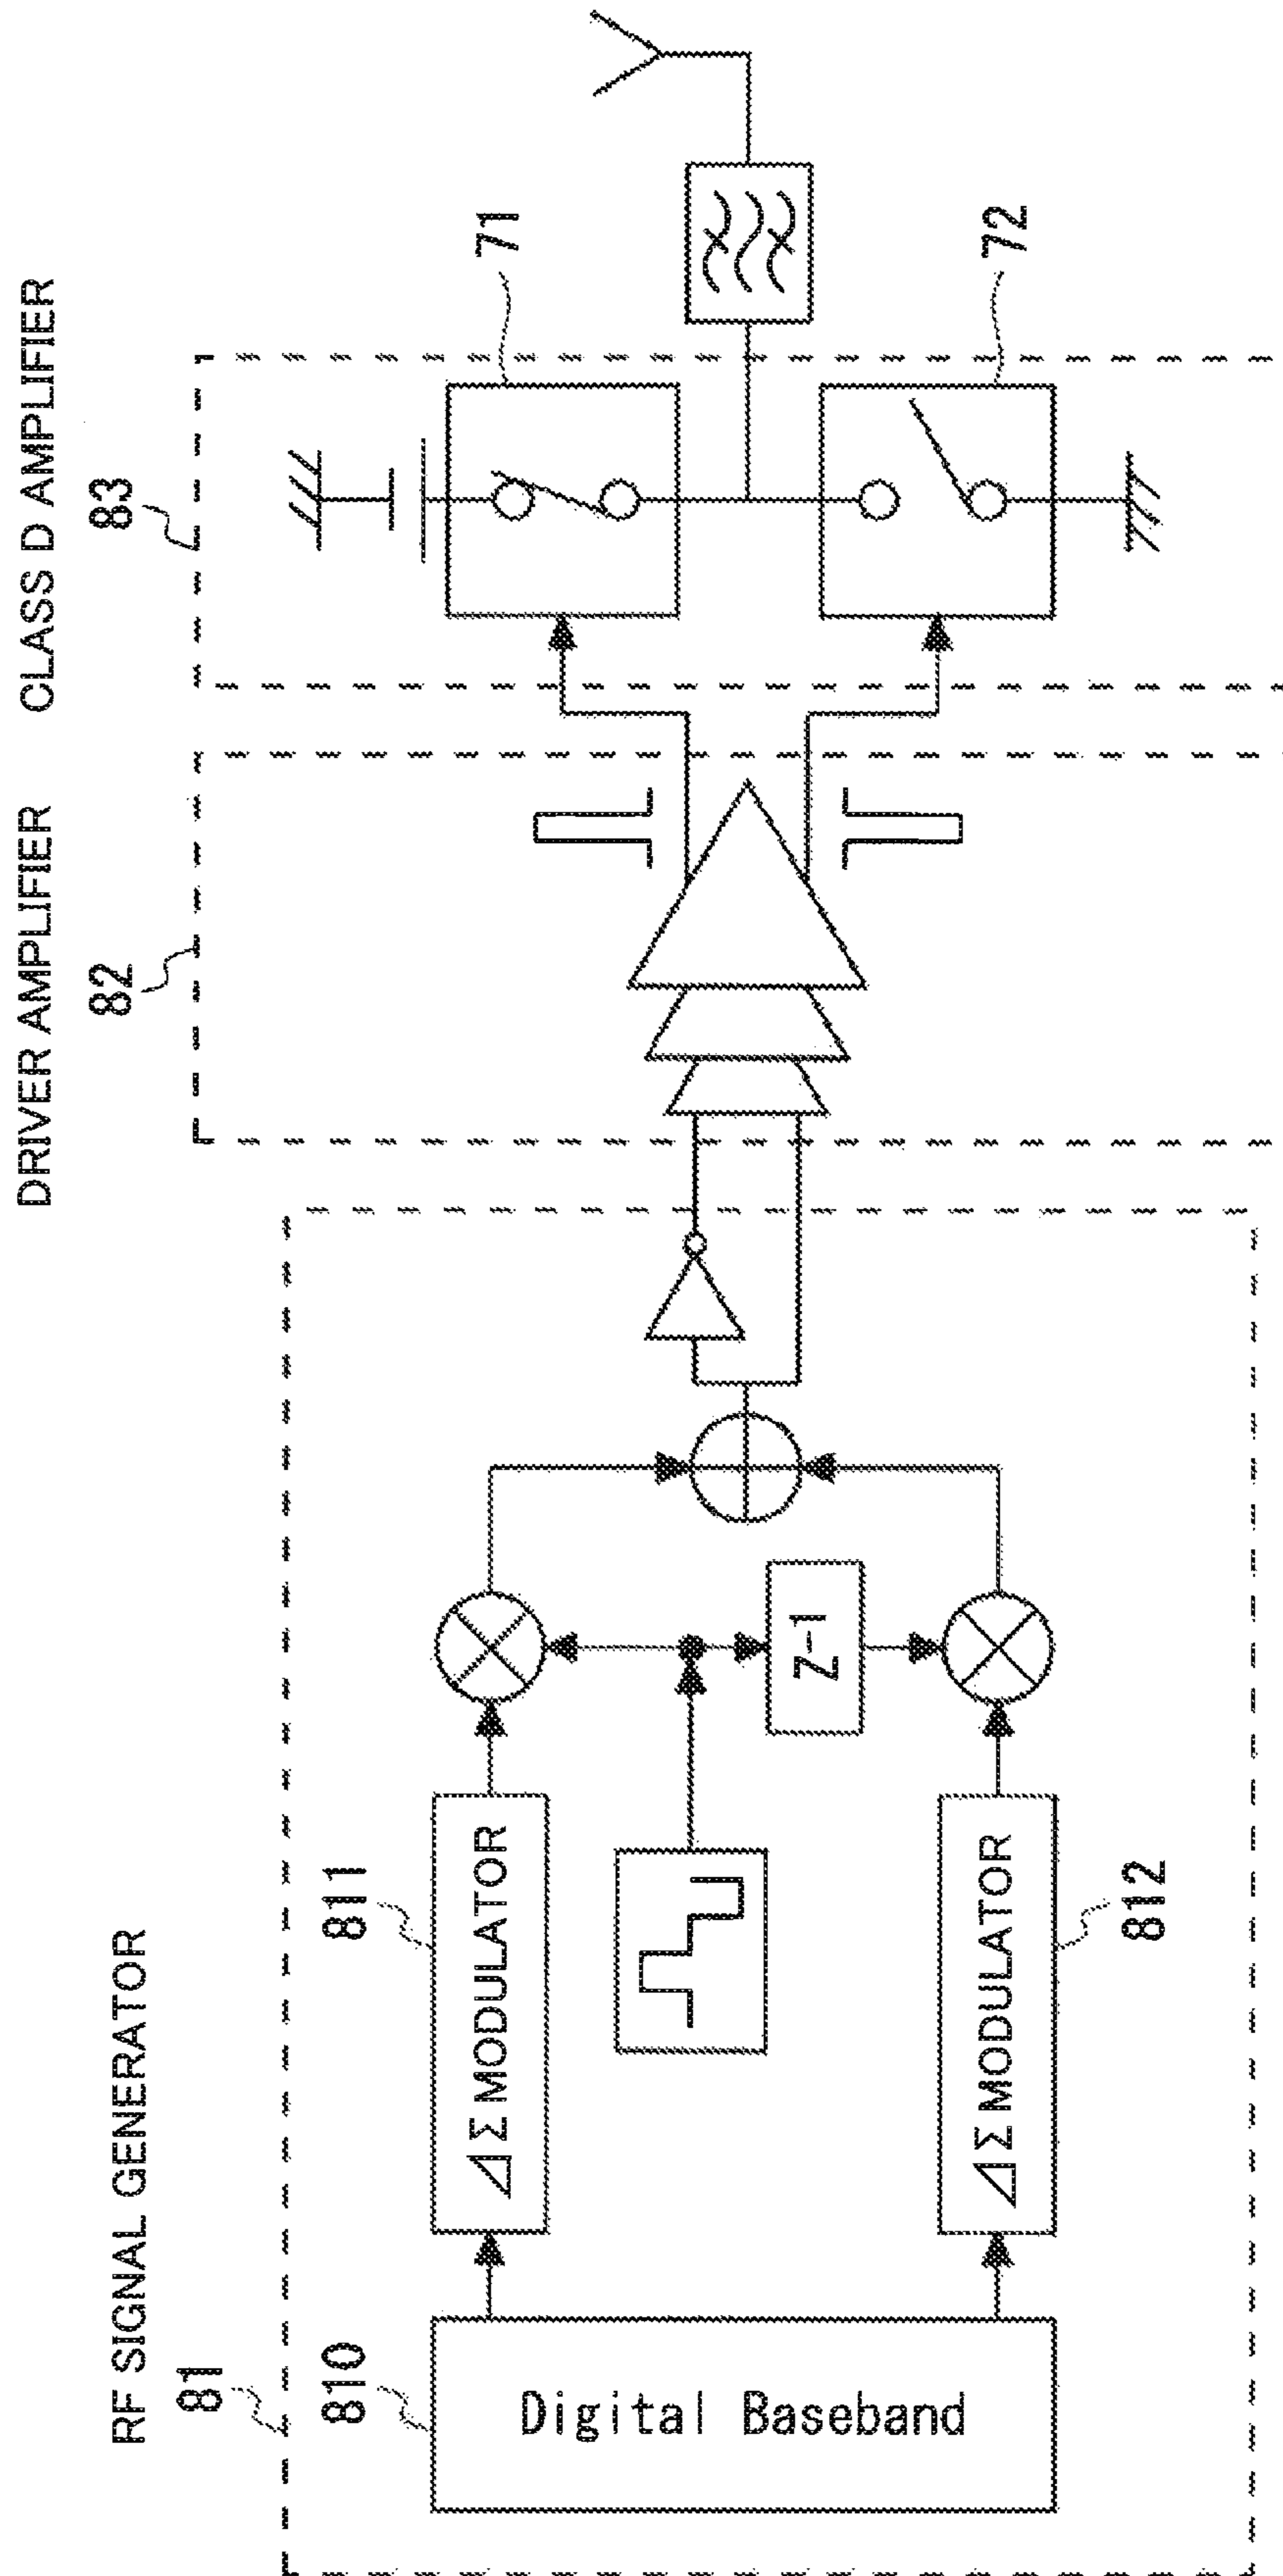 RF SIGNAL GENERATOR
DRIVER AMPLIFIER
CLASS D AMPLIFIER
81
82
83
810
Digital Baseband
811
ΔΣ MODULATOR
812
ΔΣ MODULATOR
Z-1
71
72